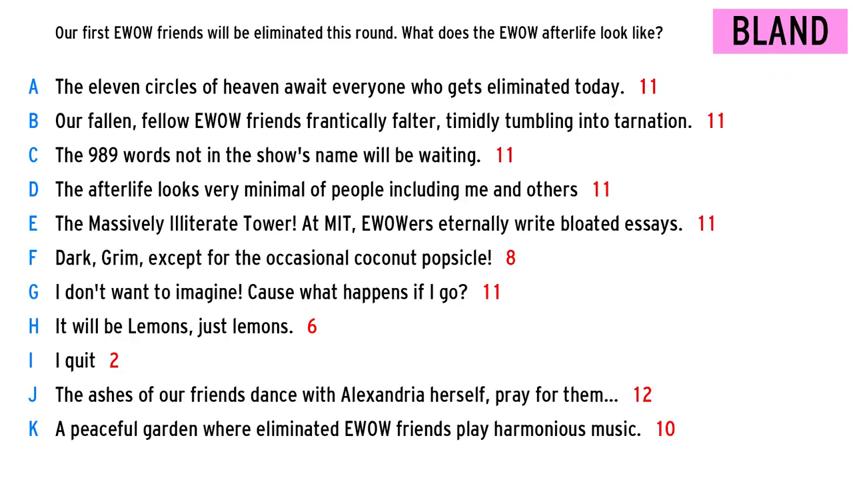 Our first EWOW friends will be eliminated this round. What does the EWOW afterlife look like?
BLAND
A The eleven circles of heaven await everyone who gets eliminated today. 11
B Our fallen, fellow EWOW friends frantically falter, timidly tumbling into tarnation. 11
C The 989 words not in the show's name will be waiting. 11
D The afterlife looks very minimal of people including me and others 11
E The Massively Illiterate Tower! At MIT, EWOWers eternally write bloated essays. 11
F Dark, Grim, except for the occasional coconut popsicle! 8
G I don't want to imagine! Cause what happens if I go? 11
H It will be Lemons, just lemons. 6
I I quit 2
J The ashes of our friends dance with Alexandria herself, pray for them... 12
K A peaceful garden where eliminated EWOW friends play harmonious music. 10